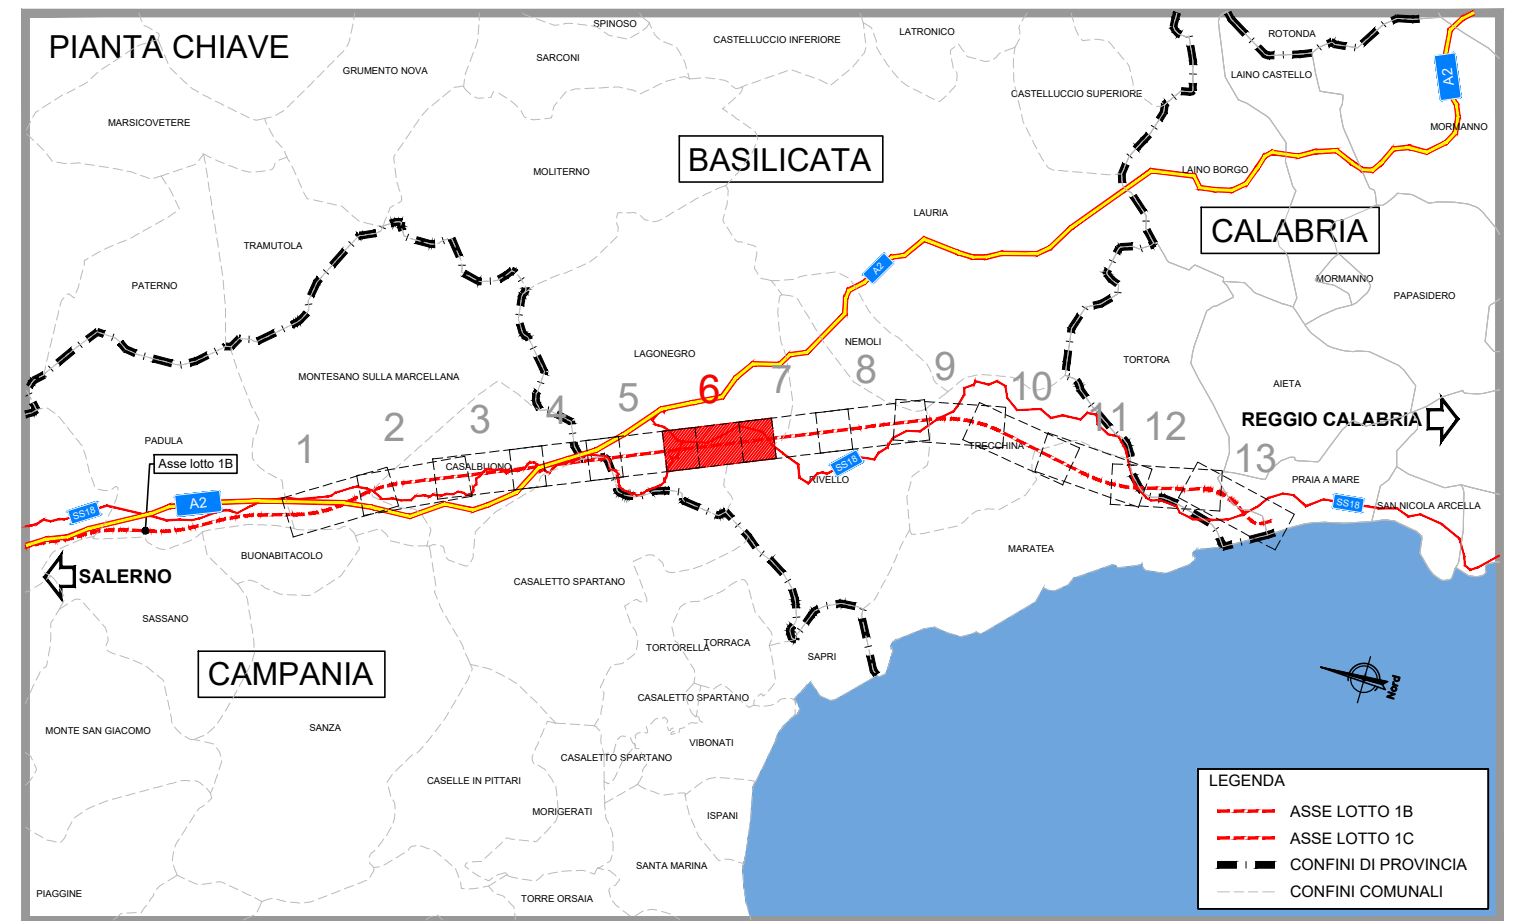 PIANTA CHIAVE
SPINOSO
CASTELLUCCIO INFERIORE
LATRONICO
ROTONDA
SARCONI
GRUMENTO NOVA
LAINO CASTELLO
A2
CASTELLUCCIO SUPERIORE
MARSICOVETERE
MORMANNO
BASILICATA
MOLITERNO
LAINO BORGO
LAURIA
CALABRIA
TRAMUTOLA
A2
PATERNO
MORMANNO
PAPASIDERO
NEMOLI
LAGONEGRO
TORTORA
MONTESANO SULLA MARCELLANA
AIETA
1
2
3
4
5
6
7
8
9
10
11
12
13
REGGIO CALABRIA
PADULA
Asse lotto 1B
CASALBUONO
TRECCHINA
SS18
RIVELLO
PRAIA A MARE
SS18
SAN NICOLA ARCELLA
A2
SS18
BUONABITACOLO
MARATEA
SALERNO
CASALETTO SPARTANO
SASSANO
TORTORELLA
TORRACA
SAPRI
CAMPANIA
CASALETTO SPARTANO
Nord
MONTE SAN GIACOMO
SANZA
VIBONATI
CASALETTO SPARTANO
CASELLE IN PITTARI
MORIGERATI
ISPANI
SANTA MARINA
PIAGGINE
TORRE ORSAIA
LEGENDA
ASSE LOTTO 1B
ASSE LOTTO 1C
CONFINI DI PROVINCIA
CONFINI COMUNALI